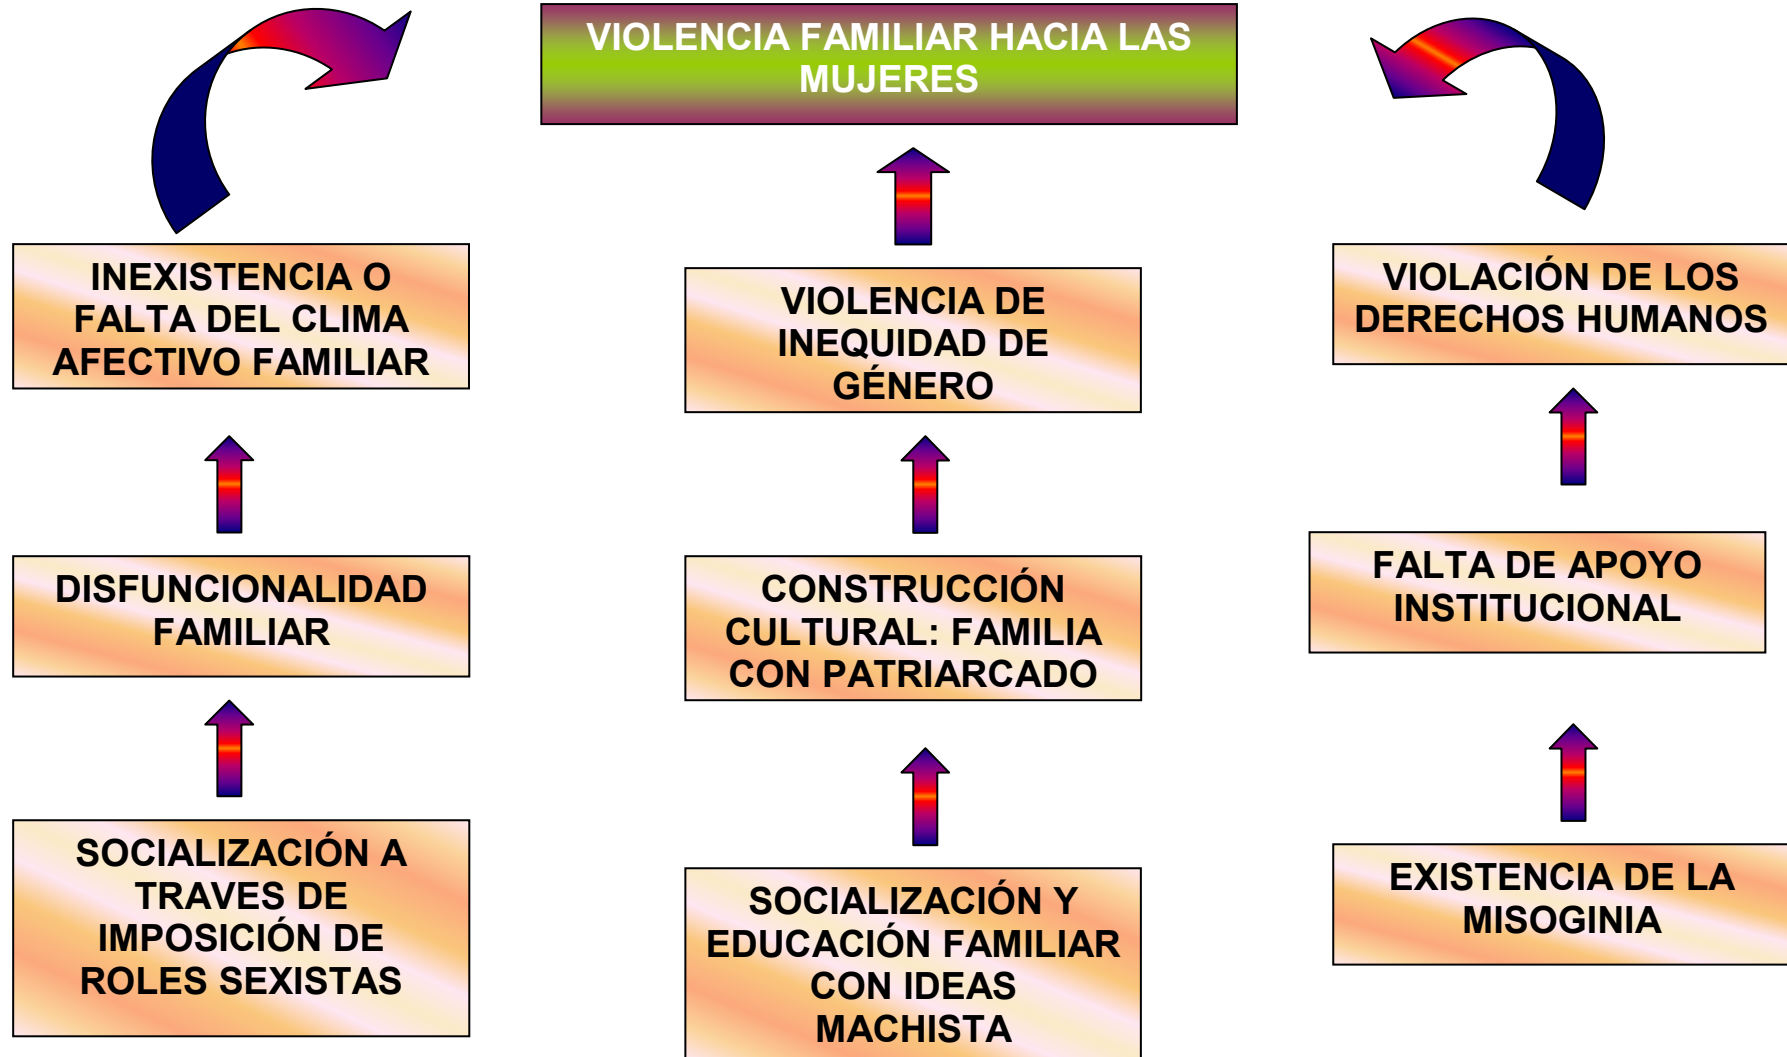 VIOLENCIA FAMILIAR HACIA LAS
MUJERES
INEXISTENCIA O
FALTA DEL CLIMA
AFECTIVO FAMILIAR
VIOLENCIA DE
INEQUIDAD DE
GÉNERO
VIOLACIÓN DE LOS
DERECHOS HUMANOS
DISFUNCIONALIDAD
FAMILIAR
CONSTRUCCIÓN
CULTURAL: FAMILIA
CON PATRIARCADO
FALTA DE APOYO
INSTITUCIONAL
SOCIALIZACIÓN A
TRAVES DE
IMPOSICIÓN DE
ROLES SEXISTAS
SOCIALIZACIÓN Y
EDUCACIÓN FAMILIAR
CON IDEAS
MACHISTA
EXISTENCIA DE LA
MISOGINIA